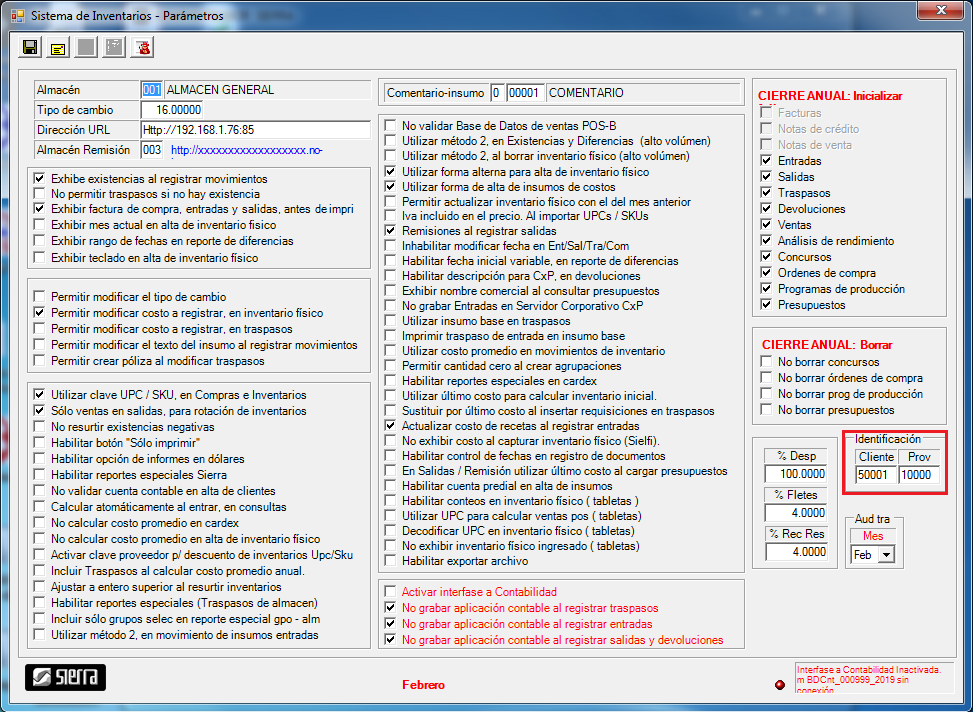 Sistema de Inventarios - Parámetros
Almacén 001 ALMACEN GENERAL
Tipo de cambio 16.00000
Dirección URL Http://192.168.1.76:85
Almacén Remisión 003 http://xxxxxxxxxxxxxxxxxx.no-
Exhibe existencias al registrar movimientos
No permitir traspasos si no hay existencia
Exhibir factura de compra, entradas y salidas, antes de impri
Exhibir mes actual en alta de inventario fisico
Exhibir rango de fechas en reporte de diferencias
Exhibir teclado en alta de inventario físico
Permitir modificar el tipo de cambio
Permitir modificar costo a registrar, en inventario físico
Permitir modificar costo a registrar, en traspasos
Permitir modificar el texto del insumo al registrar movimientos
Permitir crear póliza al modificar traspasos
Utilizar clave UPC / SKU, en Compras e Inventarios
Sólo ventas en salidas, para rotación de inventarios
No resurtir existencias negativas
Habilitar botón "Sólo imprimir"
Habilitar opción de informes en dólares
Habilitar reportes especiales Sierra
No validar cuenta contable en alta de clientes
Calcular atomáticamente al entrar, en consultas
No calcular costo promedio en cardex
No calcular costo promedio en alta de inventario físico
Activar clave proveedor p/ descuento de inventarios Upc/Sku
Incluir Traspasos al calcular costo promedio anual.
Ajustar a entero superior al resurtir inventarios
Habilitar reportes especiales (Traspasos de almacen)
Incluir sólo grupos selec en reporte especial gpo - alm
Utilizar método 2, en movimiento de insumos entradas
Comentario-insumo 0 00001 COMENTARIO
No validar Base de Datos de ventas POS-B
Utilizar método 2, en Existencias y Diferencias (alto volúmen)
Utilizar método 2, al borrar inventario físico (alto volúmen)
Utilizar forma alterna para alta de inventario físico
Utilizar forma de alta de insumos de costos
Permitir actualizar inventario físico con el del mes anterior
Iva incluido en el precio. Al importar UPCs / SKUs
Remisiones al registrar salidas
Inhabilitar modificar fecha en Ent/Sal/Tra/Com
Habilitar fecha inicial variable, en reporte de diferencias
Habilitar descripción para CxP, en devoluciones
Exhibir nombre comercial al consultar presupuestos
No grabar Entradas en Servidor Corporativo CxP
Utilizar insumo base en traspasos
Imprimir traspaso de entrada en insumo base
Utilizar costo promedio en movimientos de inventario
Permitir cantidad cero al crear agrupaciones
Habilitar reportes especiales en cardex
Utilizar último costo para calcular inventario inicial.
Sustituir por último costo al insertar requisiciones en traspasos
Actualizar costo de recetas al registrar entradas
No exhibir costo al capturar inventario físico (Sielfi).
Habilitar control de fechas en registro de documentos
En Salidas / Remisión utilizar último costo al cargar presupuestos
Habilitar cuenta predial en alta de insumos
Habilitar conteos en inventario físico ( tabletas )
Utilizar UPC para calcular ventas pos ( tabletas)
Decodificar UPC en inventario físico ( tabletas)
No exhibir inventario físico ingresado ( tabletas)
Habilitar exportar archivo
Activar interfase a Contabilidad
No grabar aplicación contable al registrar traspasos
No grabar aplicación contable al registrar entradas
No grabar aplicación contable al registrar salidas y devoluciones
CIERRE ANUAL: Inicializar
Facturas
Notas de crédito
Notas de venta
Entradas
Salidas
Traspasos
Devoluciones
Ventas
Análisis de rendimiento
Concursos
Ordenes de compra
Programas de producción
Presupuestos
CIERRE ANUAL: Borrar
No borrar concursos
No borrar órdenes de compra
No borrar prog de producción
No borrar presupuestos
% Desp
100.0000
% Fletes
4.0000
% Rec Res
4.0000
Identificación
Cliente Prov
50001 10000
Aud tra
Mes
Feb
sierra
Febrero
Interfase a Contabilidad Inactivada.
m BDCnt_000999_2019 sin
conexión